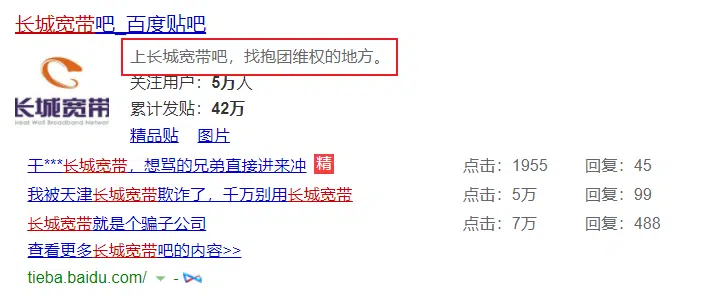 长城宽带吧_百度贴吧
上长城宽带吧，找抱团维权的地方。
关注用户：5万人
长城宽带
Great Wall Broadband Network
累计发贴：42万
精品贴 图片
干***长城宽带，想骂的兄弟直接进来冲 精 点击：1955 回复：45
我被天津长城宽带欺诈了，千万别用长城宽带 点击：5万 回复：99
长城宽带就是个骗子公司 点击：7万 回复：488
查看更多长城宽带吧的内容>>
tieba.baidu.com/ -